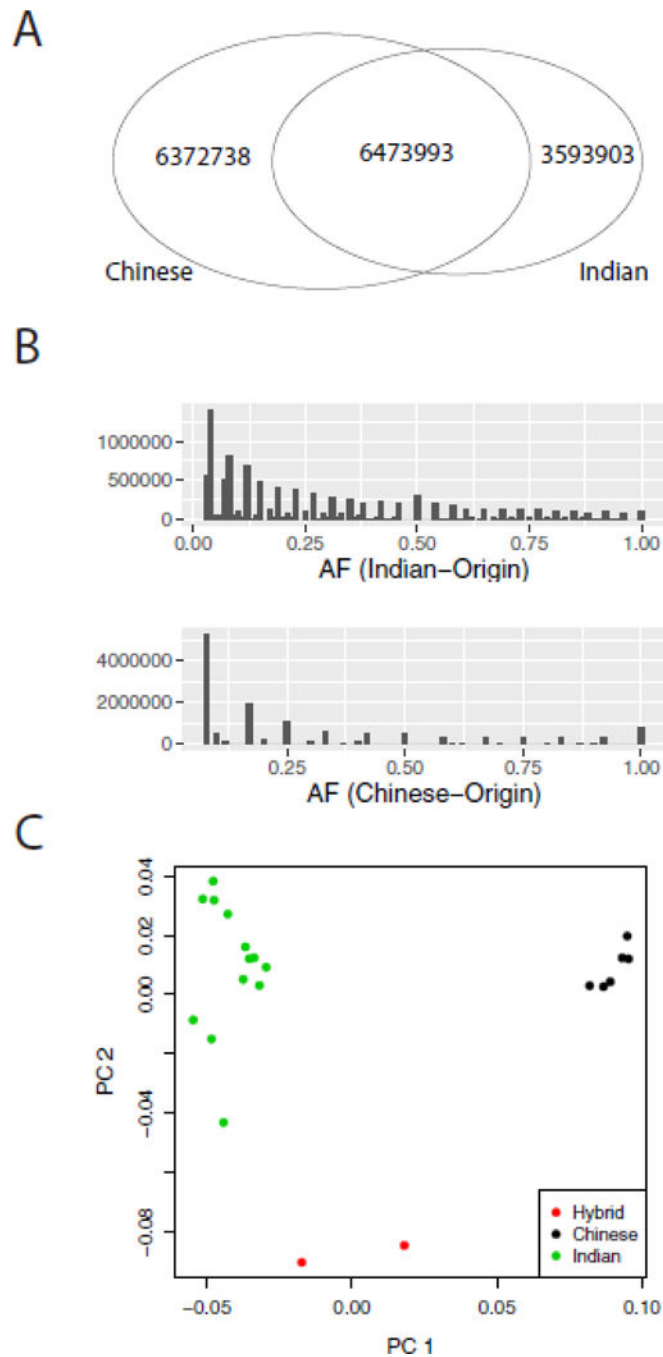 A
6372738 6473993 3593903
Chinese Indian
B
1000000
500000
0
0.00 0.25 0.50 0.75 1.00
AF (Indian−Origin)
4000000
2000000
0
0.25 0.50 0.75 1.00
AF (Chinese−Origin)
C
0.04
0.02
0.00
−0.04
−0.08
PC 2
Hybrid
Chinese
Indian
−0.05 0.00 0.05 0.10
PC 1